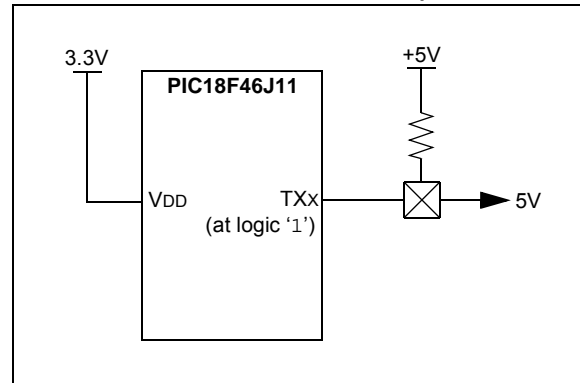 3.3V
+5V
PIC18F46J11
VDD
TXX
5V
(at logic ‘1’)